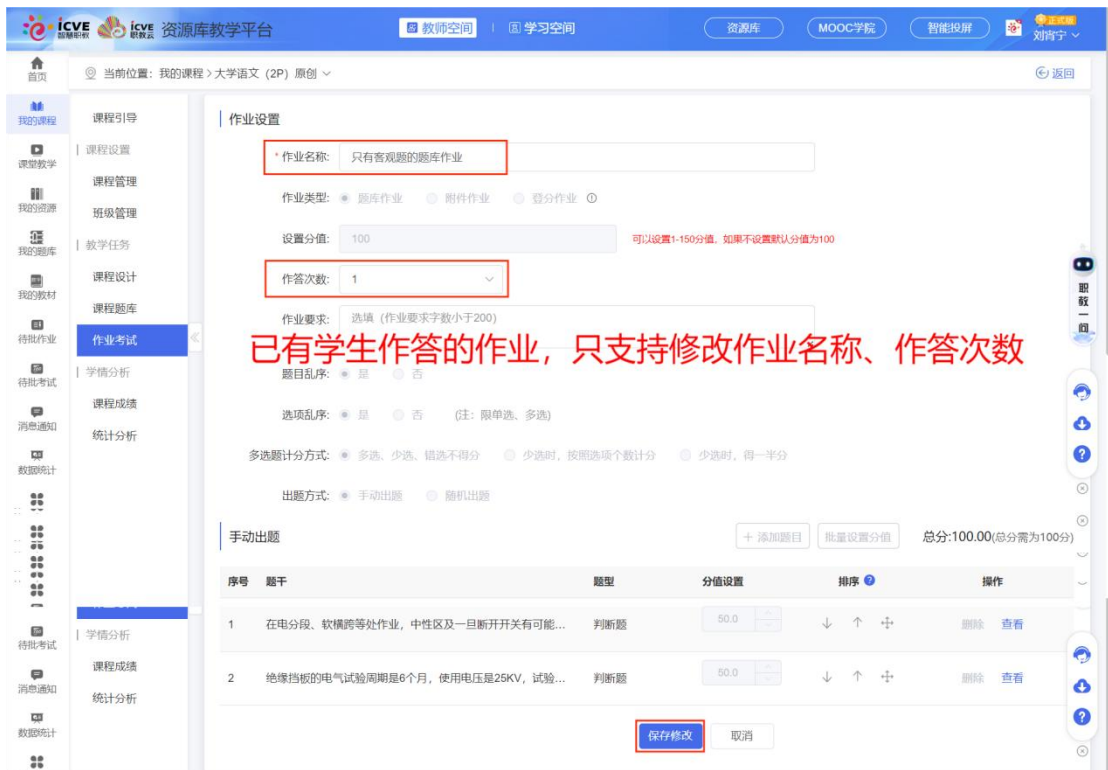 icve 智慧职教 icve 职教云 资源库教学平台 教师空间 学习空间 资源库 MOOC学院 智能投屏 正式版 刘宵宁
首页 当前位置：我的课程 > 大学语文（2P）原创 返回
我的课程
课堂教学
我的资源
我的题库
我的教材
待批作业
待批考试
消息通知
数据统计
课程引导
课程设置
课程管理
班级管理
教学任务
课程设计
课程题库
作业考试
学情分析
课程成绩
统计分析
作业设置
* 作业名称: 只有客观题的题库作业
作业类型: 题库作业 附件作业 登分作业
设置分值: 100 可以设置1-150分值，如果不设置默认分值为100
作答次数: 1
作业要求: 选填（作业要求字数小于200）
已有学生作答的作业，只支持修改作业名称、作答次数
题目乱序: 是 否
选项乱序: 是 否 (注：限单选、多选)
多选题计分方式: 多选、少选、错选不得分 少选时，按照选项个数计分 少选时，得一半分
出题方式: 手动出题 随机出题
手动出题 + 添加题目 批量设置分值 总分:100.00(总分需为100分)
序号 题干 题型 分值设置 排序 操作
1 在电分段、软横跨等处作业，中性区及一旦断开开关有可能... 判断题 50.0 删除 查看
2 绝缘挡板的电气试验周期是6个月，使用电压是25KV，试验... 判断题 50.0 删除 查看
保存修改 取消
待批考试
消息通知
数据统计
学情分析
课程成绩
统计分析
职教一问